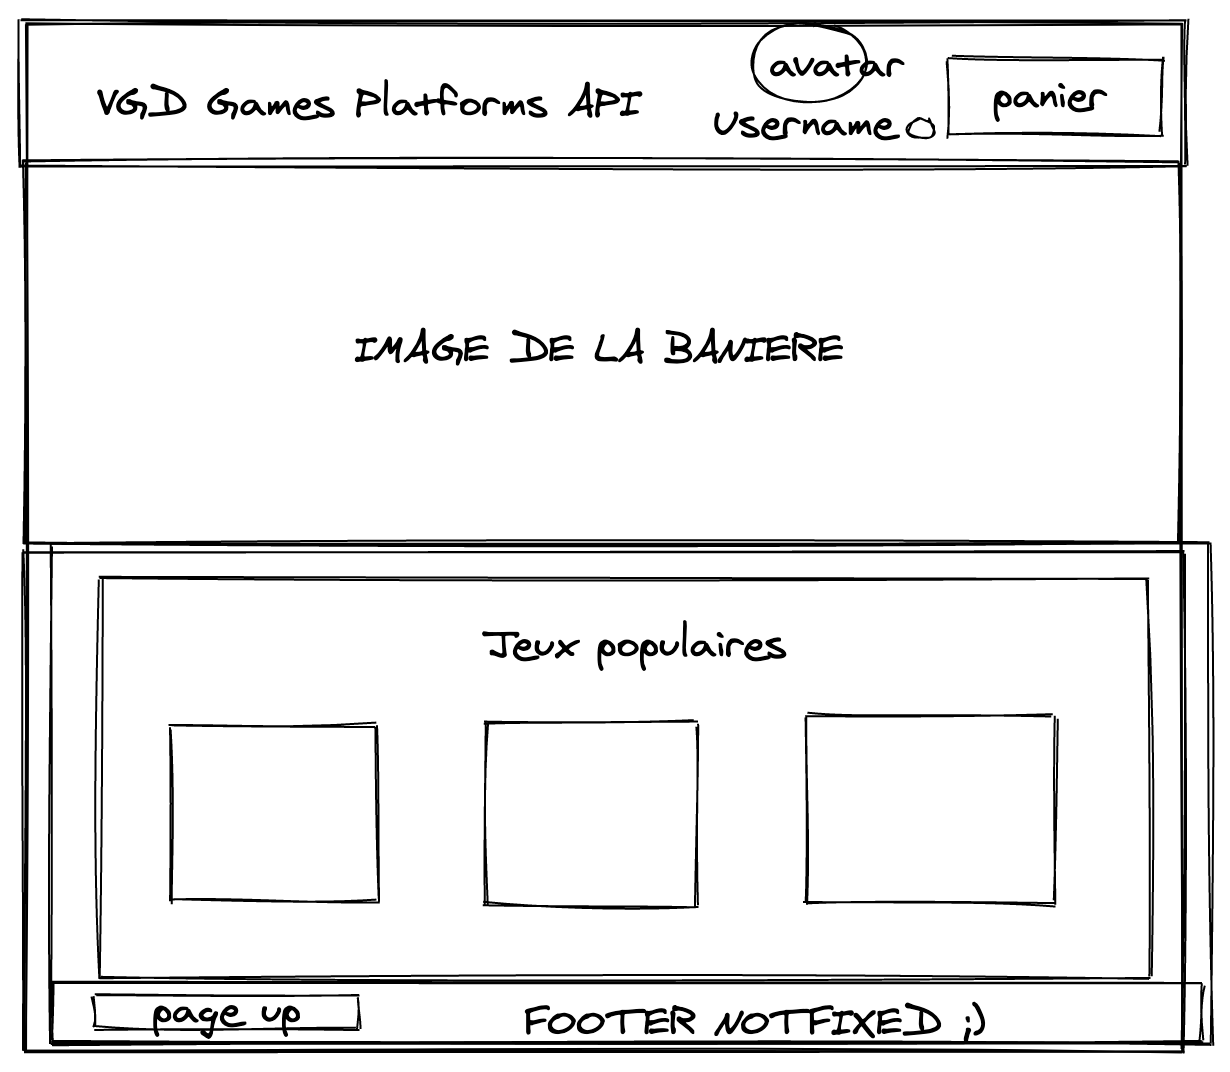 VGD Games Platforms API
avatar
Username
panier
IMAGE DE LA BANIERE
Jeux populaires
page up
FOOTER NOTFIXED ;)